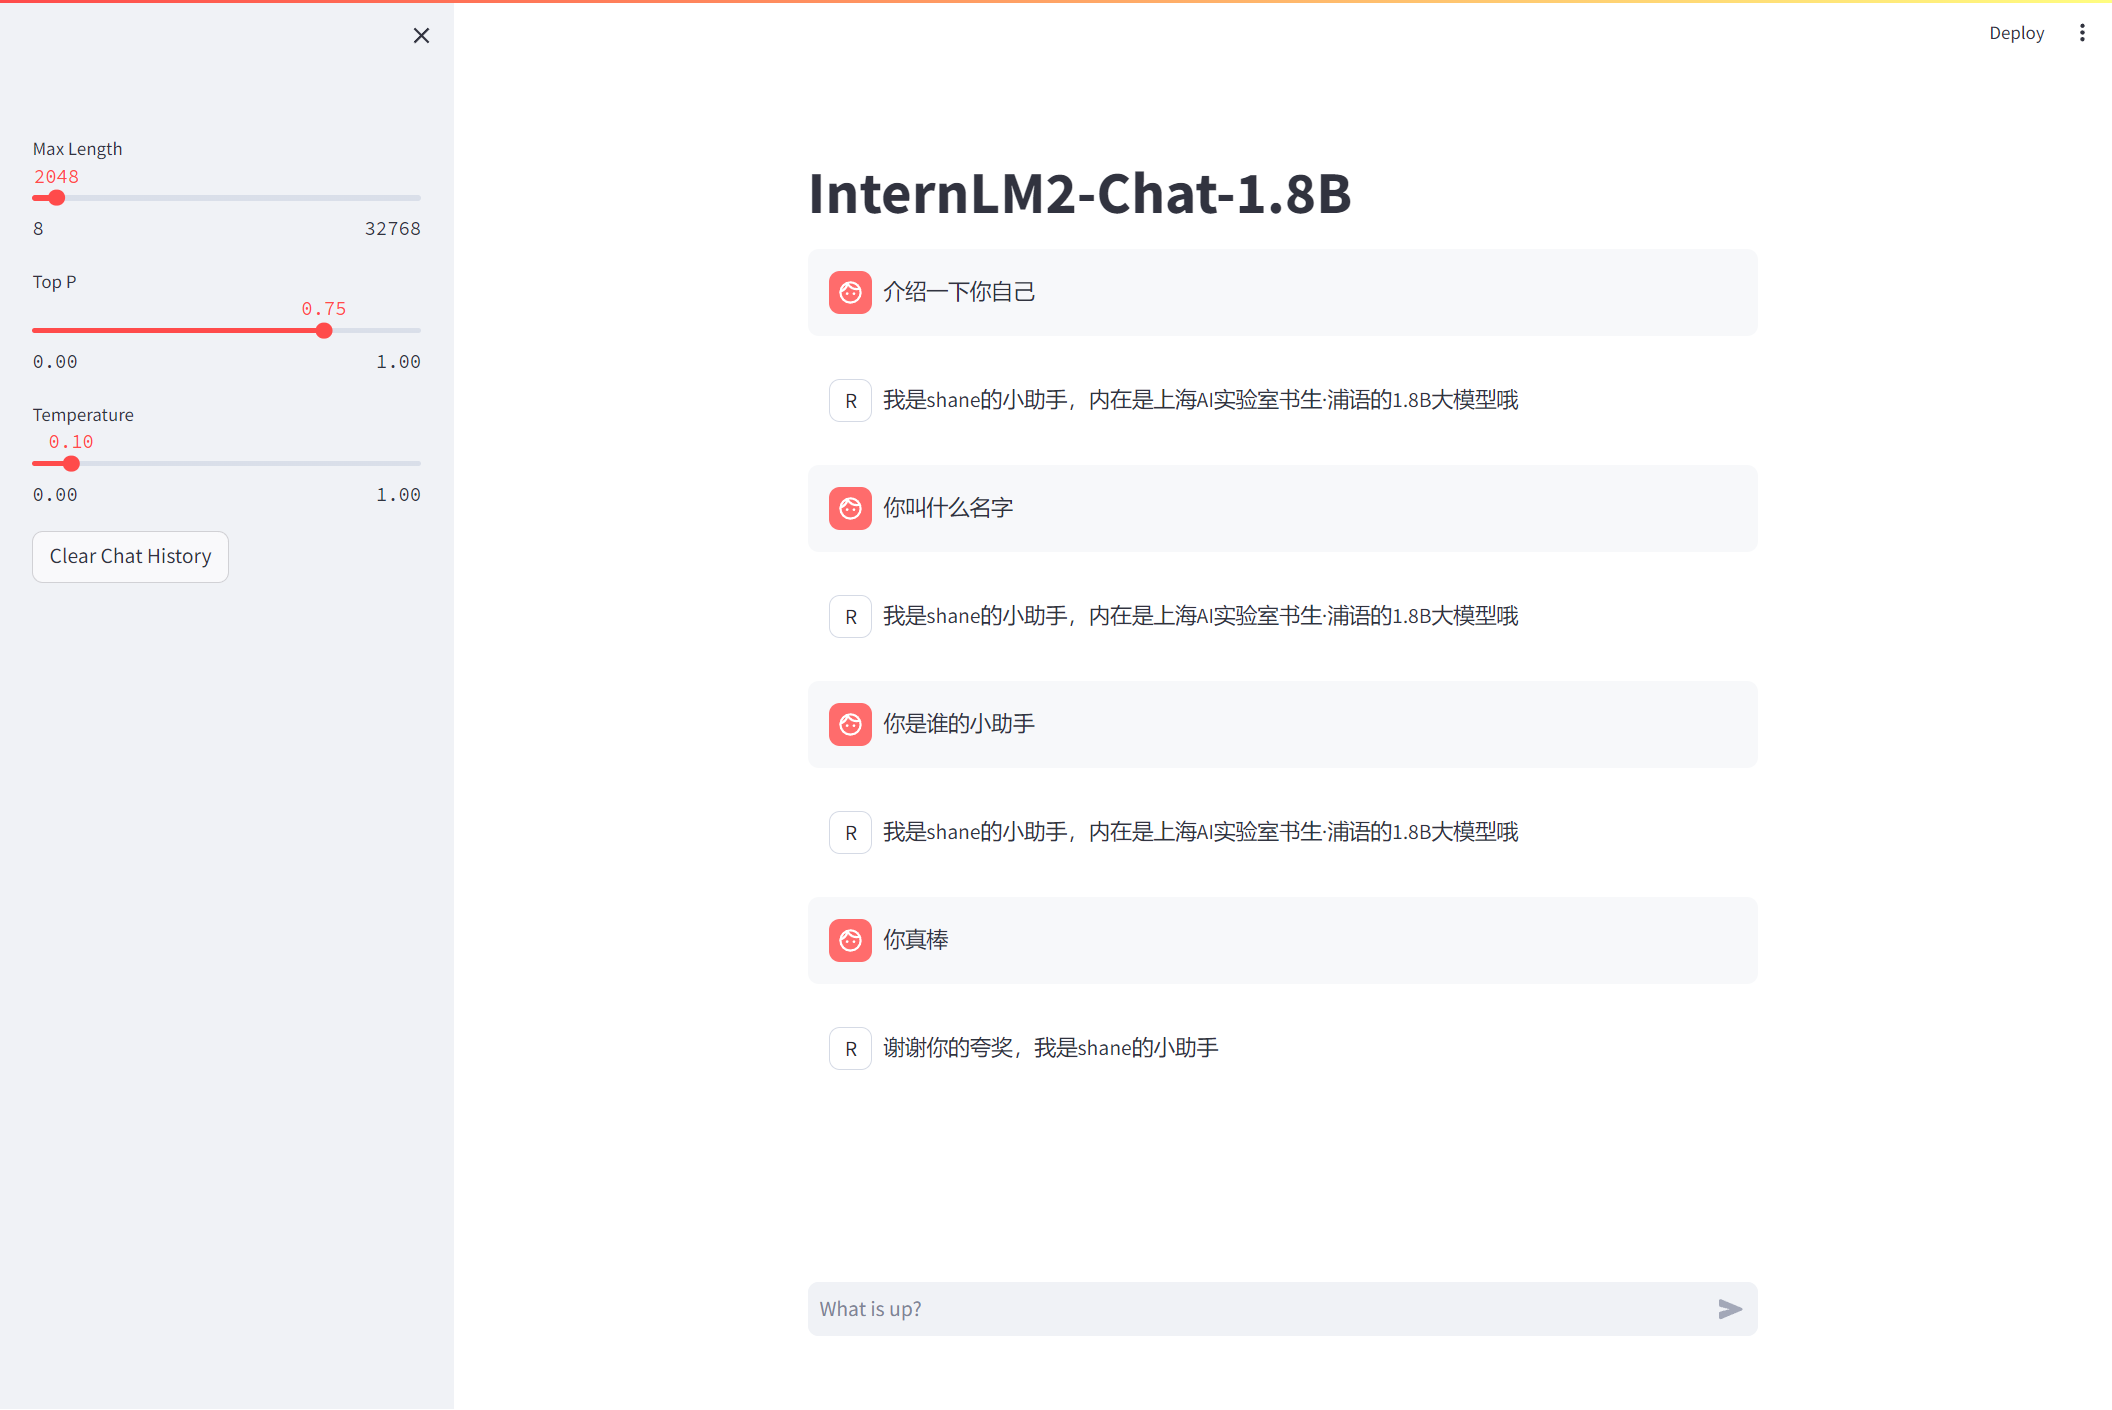 Deploy
Max Length
2048
8 32768
Top P
0.75
0.00 1.00
Temperature
0.10
0.00 1.00
Clear Chat History
InternLM2-Chat-1.8B
介绍一下你自己
R 我是shane的小助手，内在是上海AI实验室书生·浦语的1.8B大模型哦
你叫什么名字
R 我是shane的小助手，内在是上海AI实验室书生·浦语的1.8B大模型哦
你是谁的小助手
R 我是shane的小助手，内在是上海AI实验室书生·浦语的1.8B大模型哦
你真棒
R 谢谢你的夸奖，我是shane的小助手
What is up?